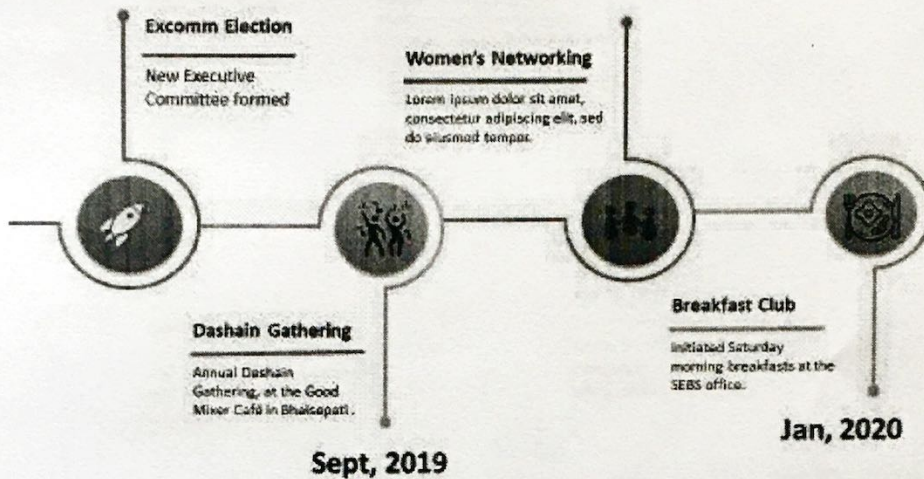 Excomm Election
New Executive
Committee formed
Women's Networking
Lorem ipsum dolor sit amet,
consectetur adipiscing elit, sed
do eiusmod tempor.
Dashain Gathering
Annual Dashain
Gathering, at the Good
Mixer Café in Bhaisepati.
Sept, 2019
Breakfast Club
Initiated Saturday
morning breakfasts at the
SEBS office.
Jan, 2020